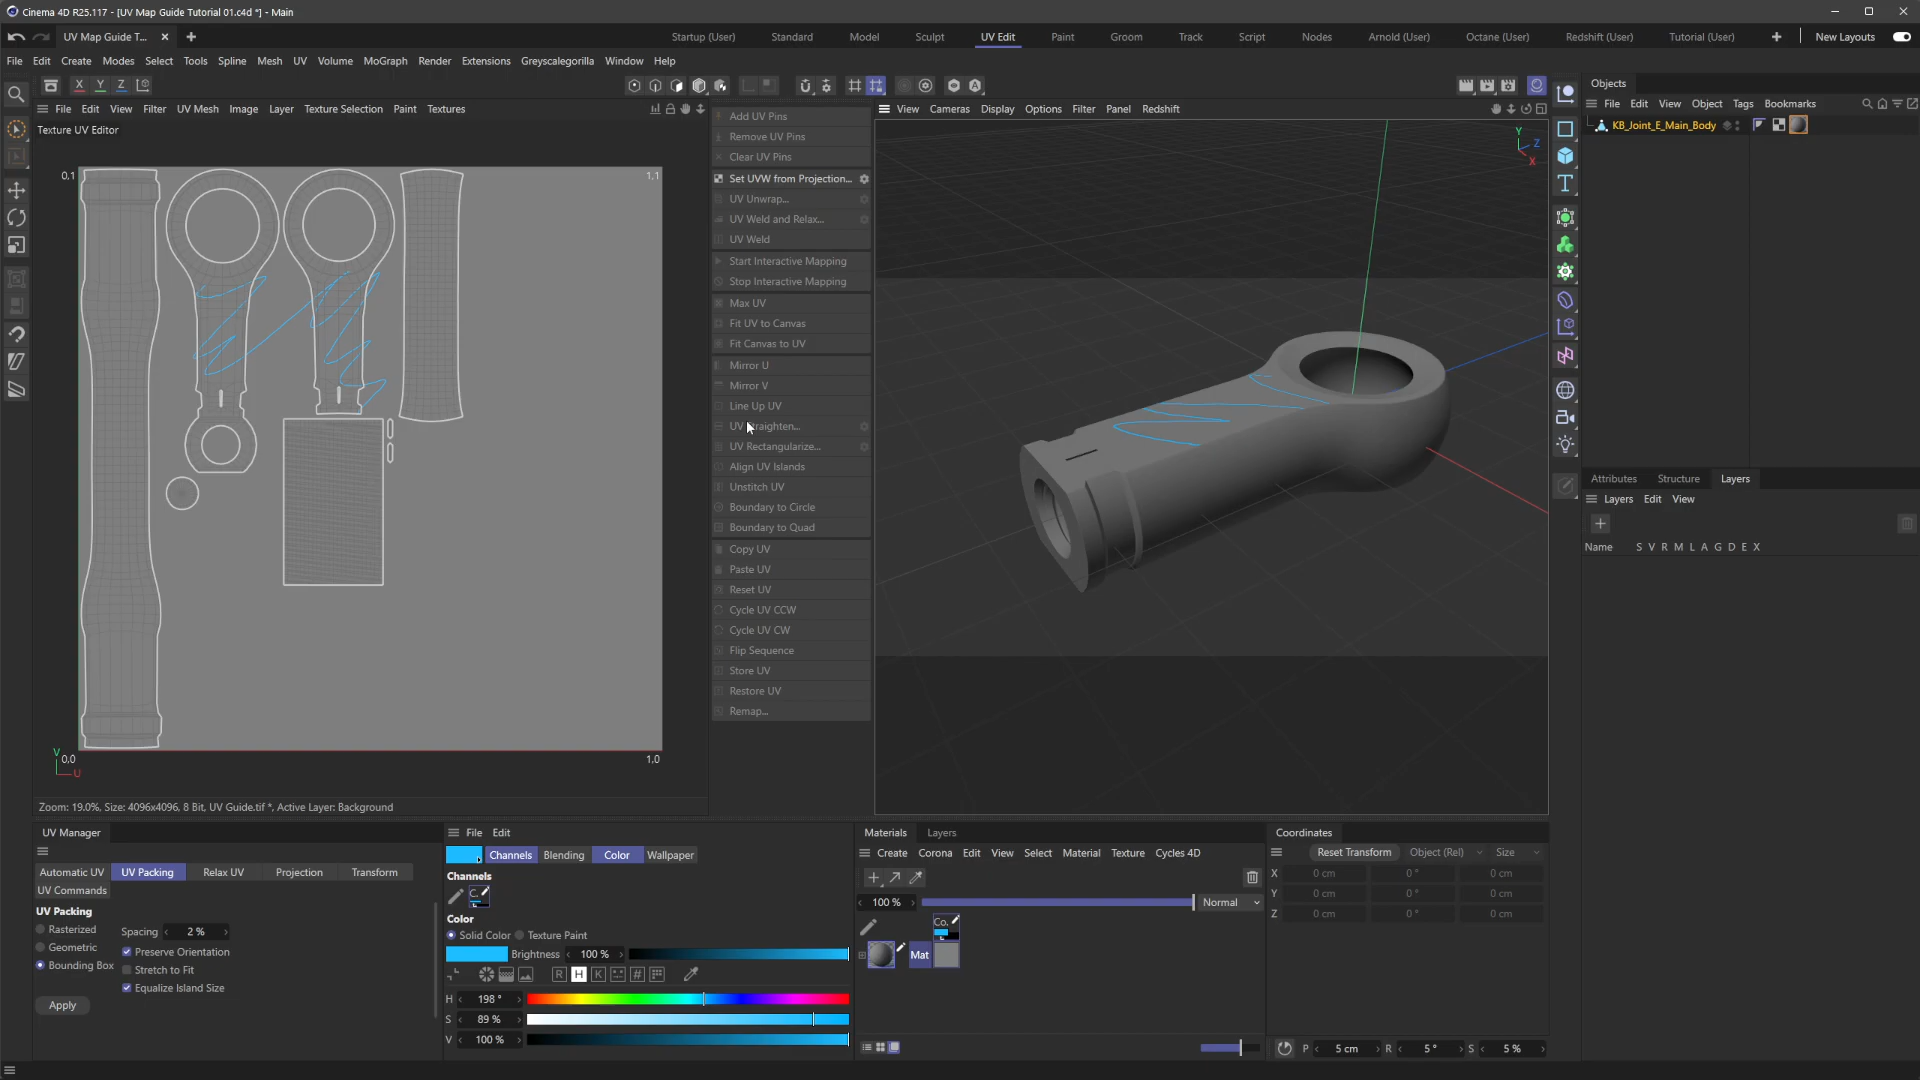 Cinema 4D R25.117 - [UV Map Guide Tutorial 01.c4d *] - Main
UV Map Guide T...
Startup (User) Standard Model Sculpt UV Edit Paint Groom Track Script Nodes Arnold (User) Octane (User) Redshift (User) Tutorial (User) New Layouts
File Edit Create Modes Select Tools Spline Mesh UV Volume MoGraph Render Extensions Greyscalegorilla Window Help
X Y Z
File Edit View Filter UV Mesh Image Layer Texture Selection Paint Textures
Texture UV Editor
0,1
1,1
V
0,0
U
1,0
Zoom: 19.0%, Size: 4096x4096, 8 Bit, UV Guide.tif *, Active Layer: Background
Add UV Pins
Remove UV Pins
Clear UV Pins
Set UVW from Projection...
UV Unwrap...
UV Weld and Relax...
UV Weld
Start Interactive Mapping
Stop Interactive Mapping
Max UV
Fit UV to Canvas
Fit Canvas to UV
Mirror U
Mirror V
Line Up UV
UV Straighten...
UV Rectangularize...
Align UV Islands
Unstitch UV
Boundary to Circle
Boundary to Quad
Copy UV
Paste UV
Reset UV
Cycle UV CCW
Cycle UV CW
Flip Sequence
Store UV
Restore UV
Remap...
View Cameras Display Options Filter Panel Redshift
Y
Z
X
Objects
File Edit View Object Tags Bookmarks
KB_Joint_E_Main_Body
Attributes Structure Layers
Layers Edit View
Name S V R M L A G D E X
UV Manager
Automatic UV UV Packing Relax UV Projection Transform
UV Commands
UV Packing
Rasterized
Geometric
Bounding Box
Spacing 2 %
Preserve Orientation
Stretch to Fit
Equalize Island Size
Apply
File Edit
Channels Blending Color Wallpaper
Channels
C.
Color
Solid Color Texture Paint
Brightness 100 %
R H K #
H 198 °
S 89 %
V 100 %
Materials Layers
Create Corona Edit View Select Material Texture Cycles 4D
100 % Normal
Co.
Mat
Coordinates
Reset Transform Object (Rel) Size
X 0 cm 0 ° 0 cm
Y 0 cm 0 ° 0 cm
Z 0 cm 0 ° 0 cm
P 5 cm R 5 ° S 5 %